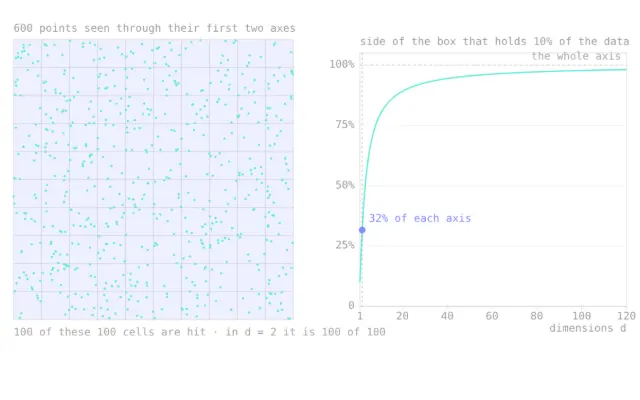 600 points seen through their first two axes
100 of these 100 cells are hit · in d = 2 it is 100 of 100
side of the box that holds 10% of the data
the whole axis
100%
75%
50%
32% of each axis
25%
0
1 20 40 60 80 100 120
dimensions d